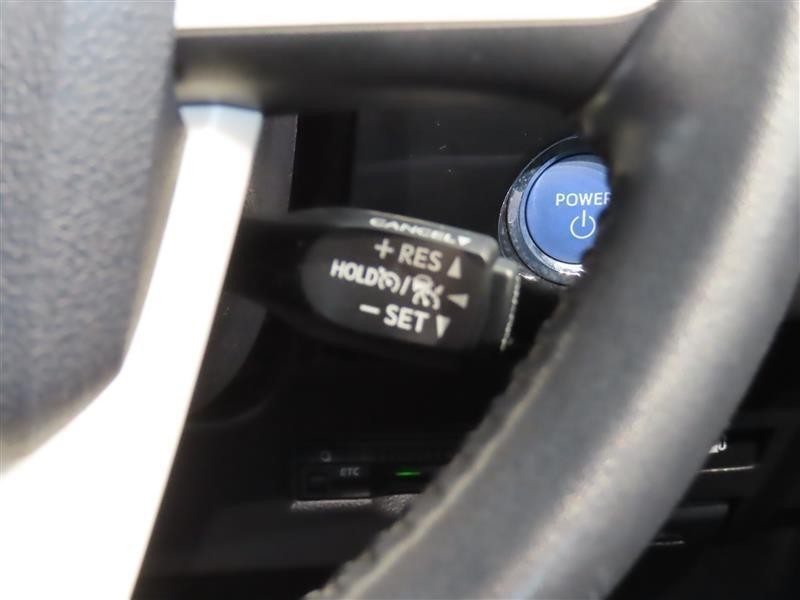 POWER
CANCEL▼
+RES▲
HOLD / ◀
−SET▼
ETC